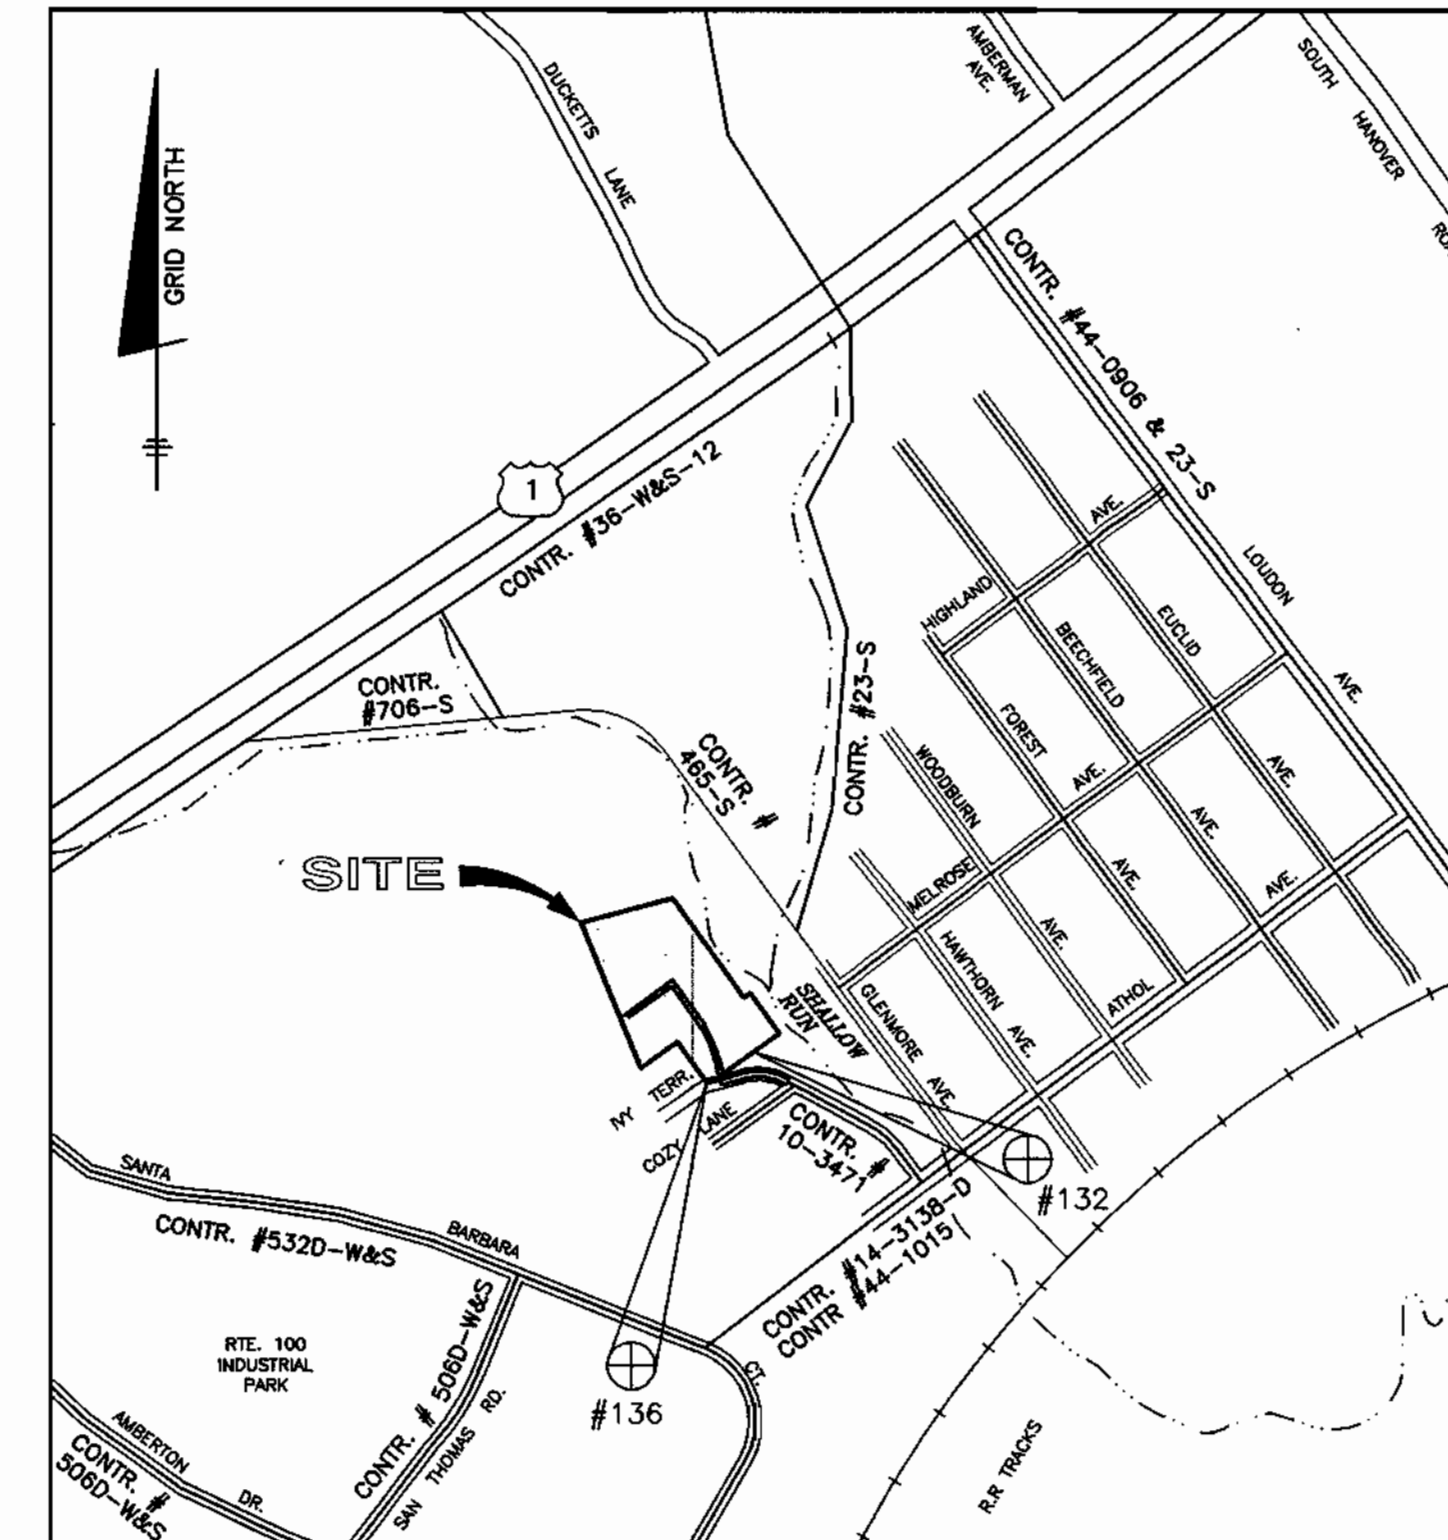 DUCKETTS
LANE
AMBERMAN
AVE.
SOUTH
HANOVER
GRID NORTH
CONTR. #44-0906 & 23-S
1
CONTR. #36-W&S-12
HIGHLAND
AVE.
LOUDON
AVE.
EUCLID
AVE.
BEECHFIELD
AVE.
FOREST
AVE.
WOODBURN
AVE.
MELROSE
AVE.
HAWTHORN
AVE.
GLENMORE
AVE.
ATHOL
AVE.
CONTR.
#706-S
CONTR. #23-S
CONTR. #
465-S
SITE
SHALLOW
RUN
IVY TERR.
COZY LANE
CONTR. #
10-3471
#132
SANTA
BARBARA
CT.
CONTR. #532D-W&S
CONTR. #14-3138-D
CONTR #44-1015
RTE. 100
INDUSTRIAL
PARK
CONTR. # 506D-W&S
SAN THOMAS RD.
#136
AMBERTON
DR.
CONTR. #
506D-W&S
R.R TRACKS